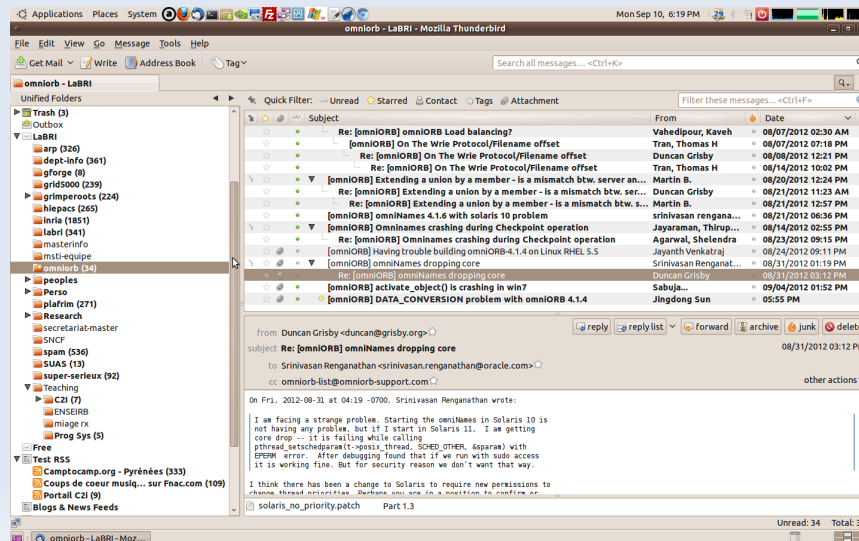 Applications Places System Mon Sep 10, 6:19 PM 29
omniorb - LaBRI - Mozilla Thunderbird
File Edit View Go Message Tools Help
Get Mail Write Address Book Tag Search all messages... <Ctrl+K>
omniorb - LaBRI
Unified Folders
Trash (3)
Outbox
LaBRI
arp (326)
dept-info (361)
gforge (8)
grid5000 (239)
grimperoots (224)
hiepacs (265)
inria (1851)
labri (341)
masterinfo
msti-equipe
omniorb (34)
peoples
Perso
plafrim (271)
Research
secretariat-master
SNCF
spam (536)
SUAS (13)
super-serieux (92)
Teaching
C2I (7)
ENSEIRB
miage rx
Prog Sys (5)
Free
Test RSS
Camptocamp.org - Pyrénées (333)
Coups de coeur musiq... sur Fnac.com (109)
Portail C2i (9)
Blogs & News Feeds
Quick Filter: Unread Starred Contact Tags Attachment Filter these messages... <Ctrl+F>
Subject From Date
Re: [omniORB] omniORB Load balancing? Vahedipour, Kaveh 08/07/2012 02:30 AM
[omniORB] On The Wrie Protocol/Filename offset Tran, Thomas H 08/07/2012 07:18 PM
Re: [omniORB] On The Wrie Protocol/Filename offset Duncan Grisby 08/08/2012 12:21 PM
Re: [omniORB] On The Wrie Protocol/Filename offset Tran, Thomas H 08/14/2012 10:02 PM
[omniORB] Extending a union by a member - is a mismatch btw. server an... Martin B. 08/20/2012 12:24 PM
Re: [omniORB] Extending a union by a member - is a mismatch btw. ser... Duncan Grisby 08/21/2012 11:23 AM
Re: [omniORB] Extending a union by a member - is a mismatch btw. s... Martin B. 08/21/2012 12:57 PM
[omniORB] omniNames 4.1.6 with solaris 10 problem srinivasan rengana... 08/21/2012 06:36 PM
[omniORB] Omninames crashing during Checkpoint operation Jayaraman, Thirup... 08/14/2012 02:55 PM
Re: [omniORB] Omninames crashing during Checkpoint operation Agarwal, Shelendra 08/23/2012 09:15 PM
[omniORB] Having trouble building omniORB-4.1.4 on Linux RHEL 5.5 Jayanth Venkatraj 08/24/2012 09:11 PM
[omniORB] omniNames dropping core Srinivasan Renganat... 08/31/2012 01:19 PM
Re: [omniORB] omniNames dropping core Duncan Grisby 08/31/2012 03:12 PM
[omniORB] activate_object() is crashing in win7 Sabuja... 09/04/2012 01:52 PM
[omniORB] DATA_CONVERSION problem with omniORB 4.1.4 Jingdong Sun 05:55 PM
from Duncan Grisby <duncan@grisby.org> reply reply list forward archive junk delete
subject Re: [omniORB] omniNames dropping core 08/31/2012 03:12 PM
to Srinivasan Renganathan <srinivasan.renganathan@oracle.com>
cc omniorb-list@omniorb-support.com other actions
On Fri, 2012-08-31 at 04:19 -0700, Srinivasan Renganathan wrote:
I am facing a strange problem. Starting the omniNames in Solaris 10 is
not having any problem, but if I start in Solaris 11, I am getting
core drop -- it is failing while calling
pthread_setschedparam(t->posix_thread, SCHED_OTHER, &sparam) with
EPERM error. After debugging found that if we run with sudo access
it is working fine. But for security reason we don't want that way.
I think there has been a change to Solaris to require new permissions to
change thread priorities. Perhaps you are in a position to confirm or
solaris_no_priority.patch Part 1.3
Unread: 34 Total: 3
omniorb - LaBRI - Moz...